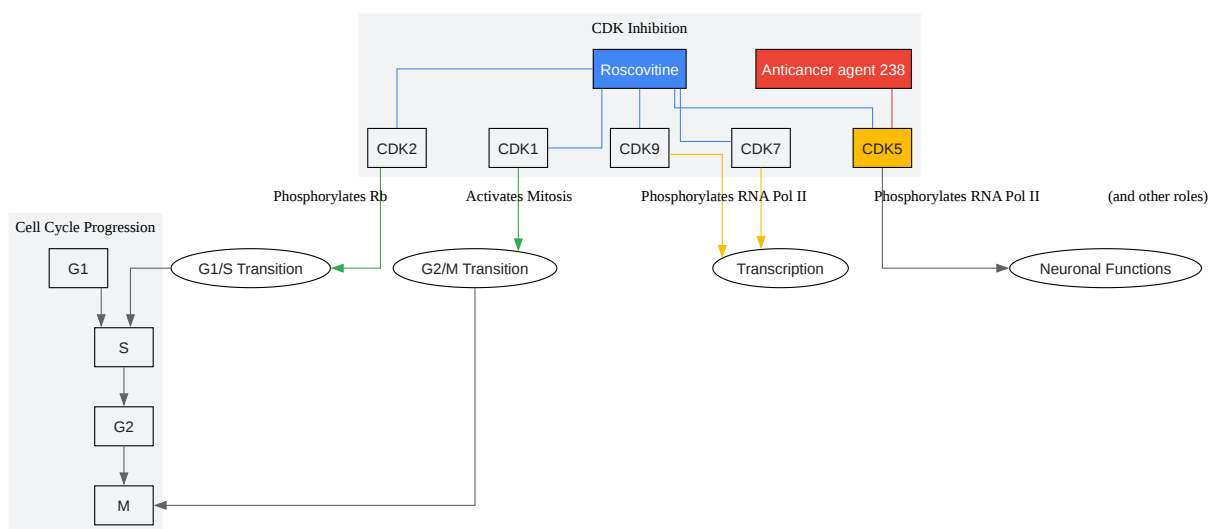 CDK Inhibition
Roscovitine
Anticancer agent 238
CDK2
CDK1
CDK9
CDK7
CDK5
Phosphorylates Rb
Activates Mitosis
Phosphorylates RNA Pol II
Phosphorylates RNA Pol II
(and other roles)
Cell Cycle Progression
G1
G1/S Transition
G2/M Transition
Transcription
Neuronal Functions
S
G2
M